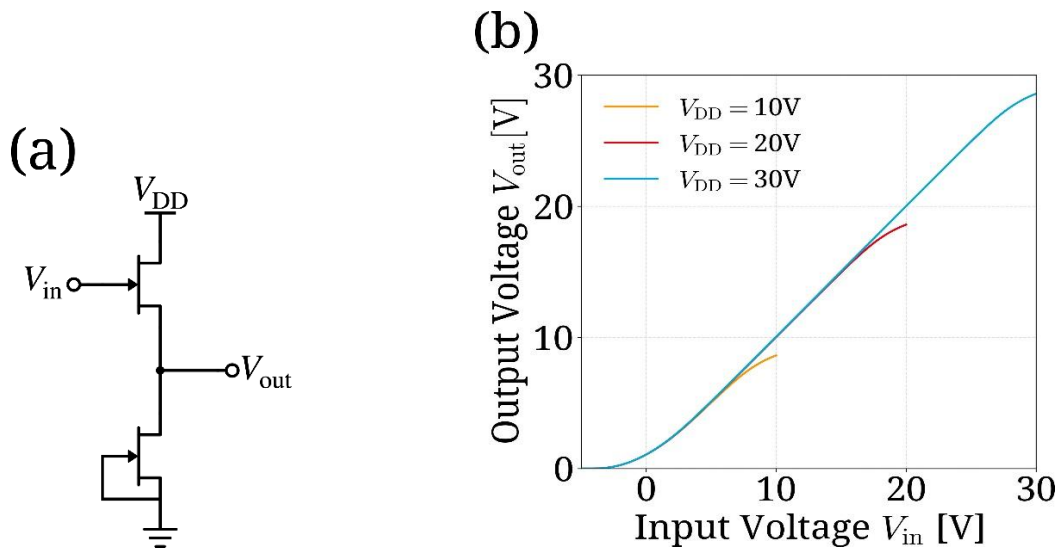 (a)
V_DD
V_in
V_out
(b)
Output Voltage V_out [V]
30
20
10
0
V_DD = 10V
V_DD = 20V
V_DD = 30V
0 10 20 30
Input Voltage V_in [V]